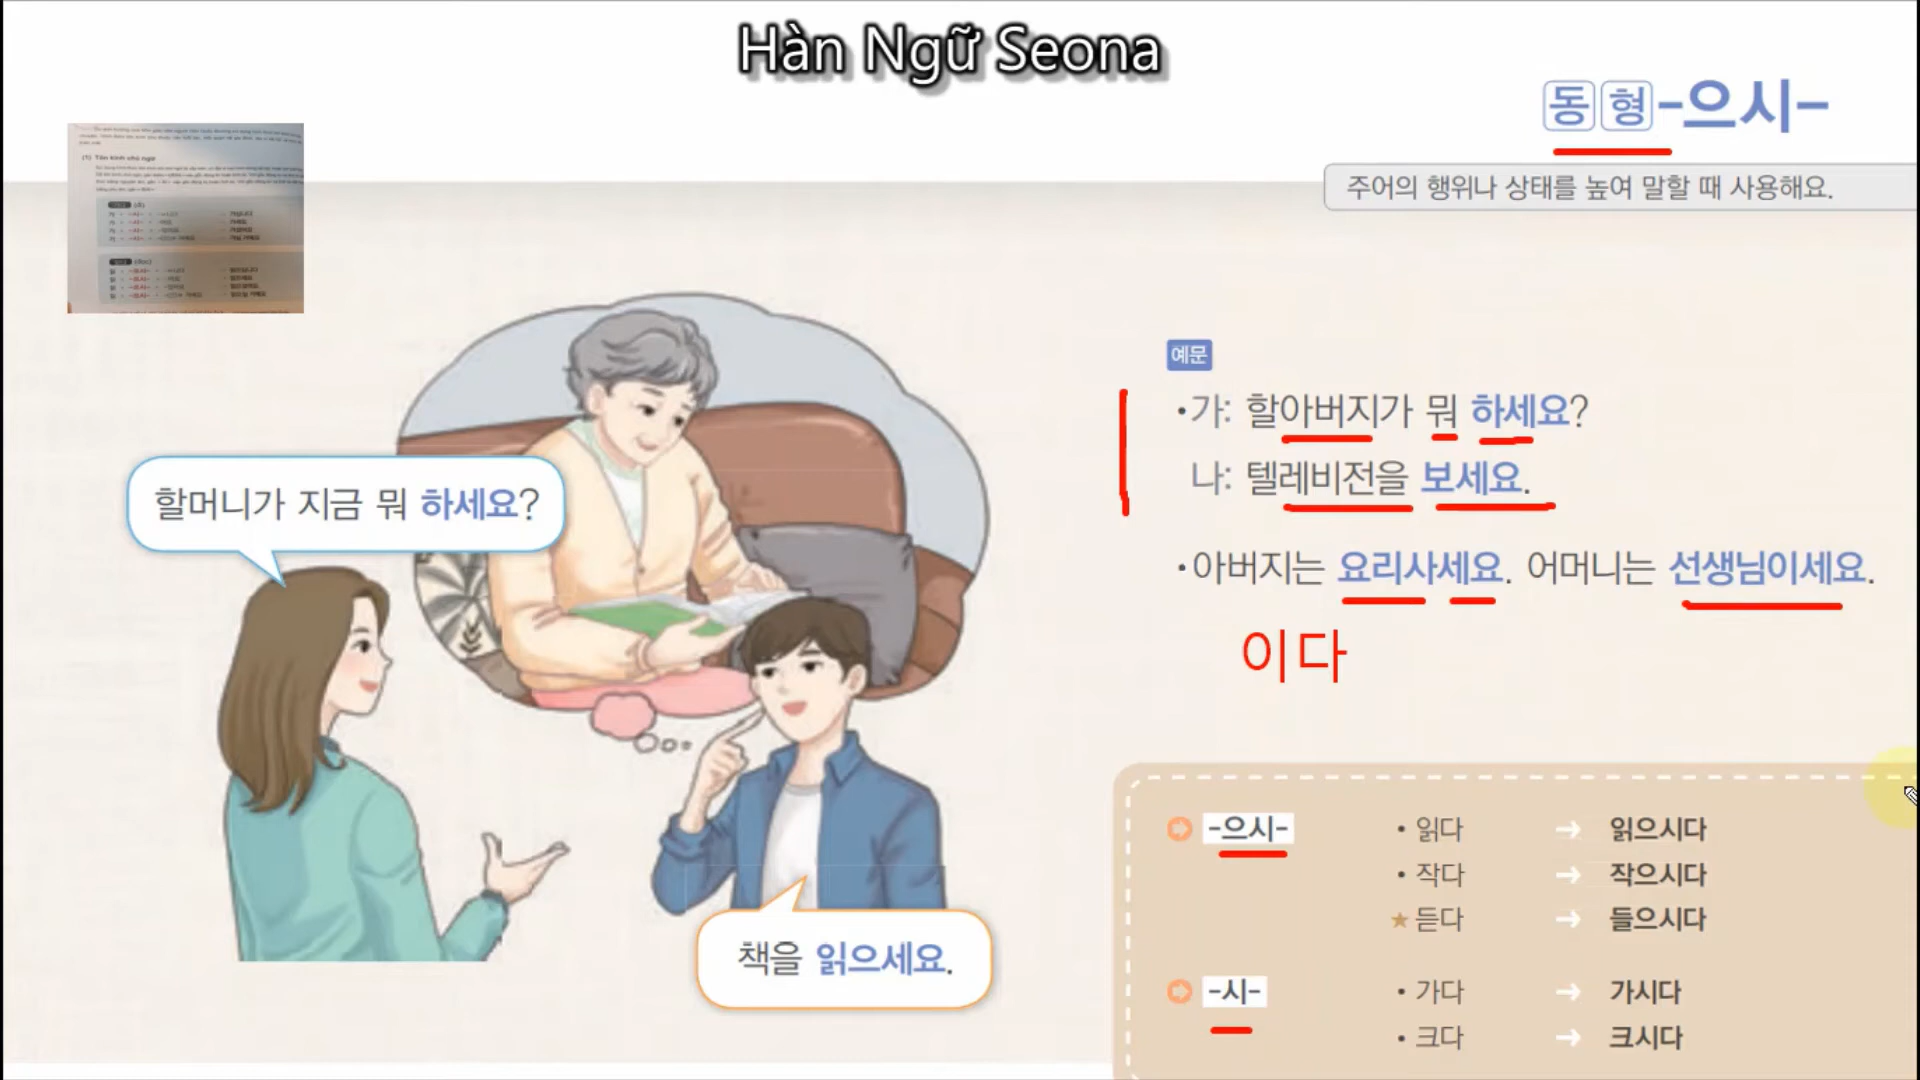 Hàn Ngữ Seona
동 형 -으시-
주어의 행위나 상태를 높여 말할 때 사용해요.
(1) Tôn kính chủ ngữ
할머니가 지금 뭐 하세요?
책을 읽으세요.
예문
•가: 할아버지가 뭐 하세요?
나: 텔레비전을 보세요.
•아버지는 요리사세요. 어머니는 선생님이세요.
이다
-으시-
• 읽다 → 읽으시다
• 작다 → 작으시다
★ 듣다 → 들으시다
-시-
• 가다 → 가시다
• 크다 → 크시다